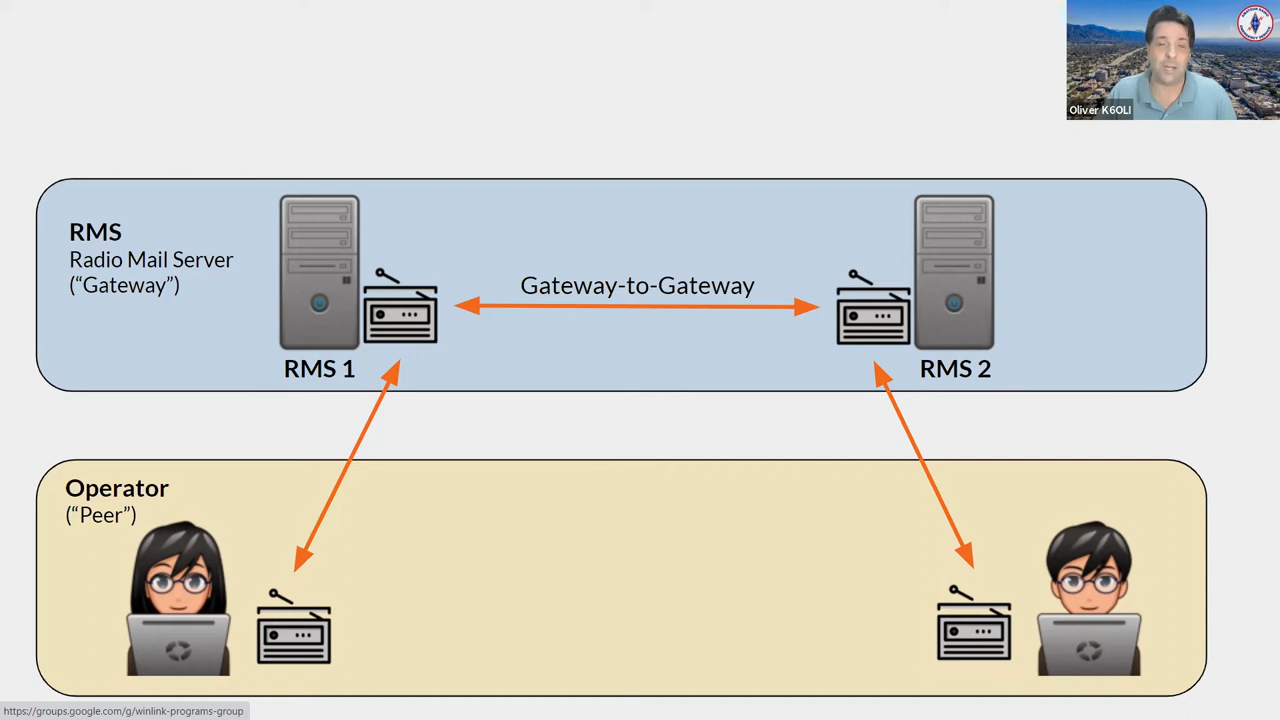 Oliver K6OLI
RMS
Radio Mail Server
(“Gateway”)
Gateway-to-Gateway
RMS 1
RMS 2
Operator
(“Peer”)
https://groups.google.com/g/winlink-programs-group